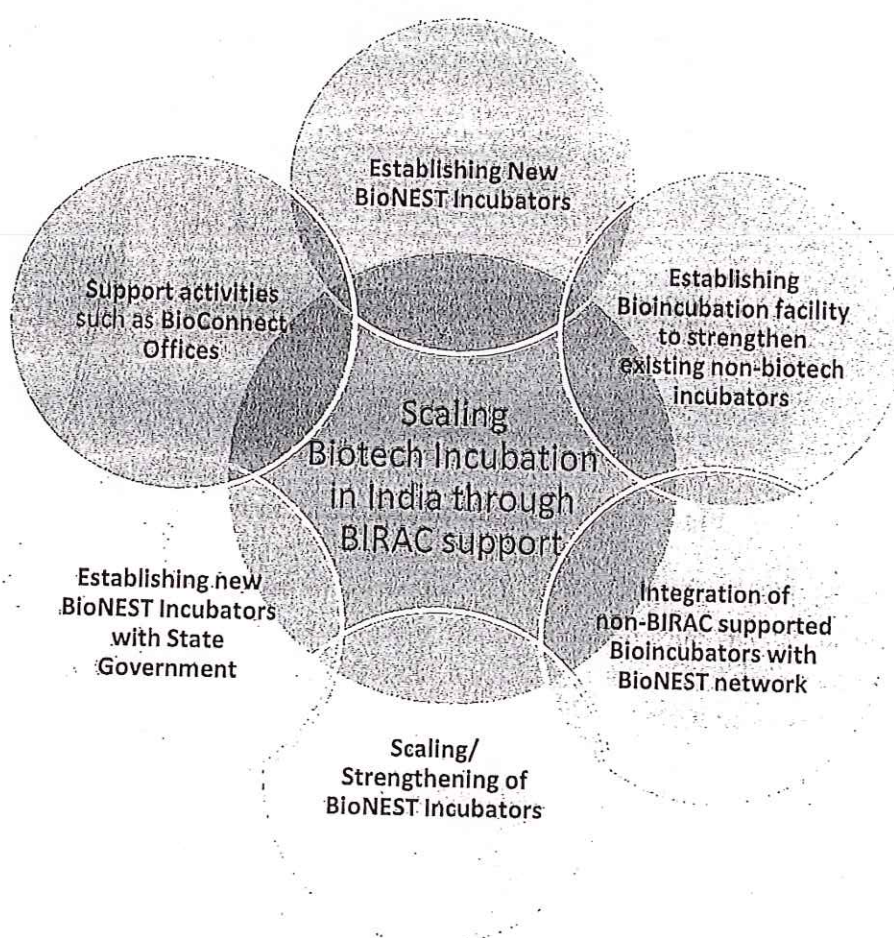 Establishing New
BioNEST Incubators
Establishing
Bioincubation facility
to strengthen
existing non-biotech
incubators
Integration of
non-BIRAC supported
Bioincubators with
BioNEST network
Scaling/
Strengthening of
BioNEST Incubators
Establishing new
BioNEST Incubators
with State
Government
Support activities
such as BioConnect
Offices
Scaling
Biotech Incubation
in India through
BIRAC support